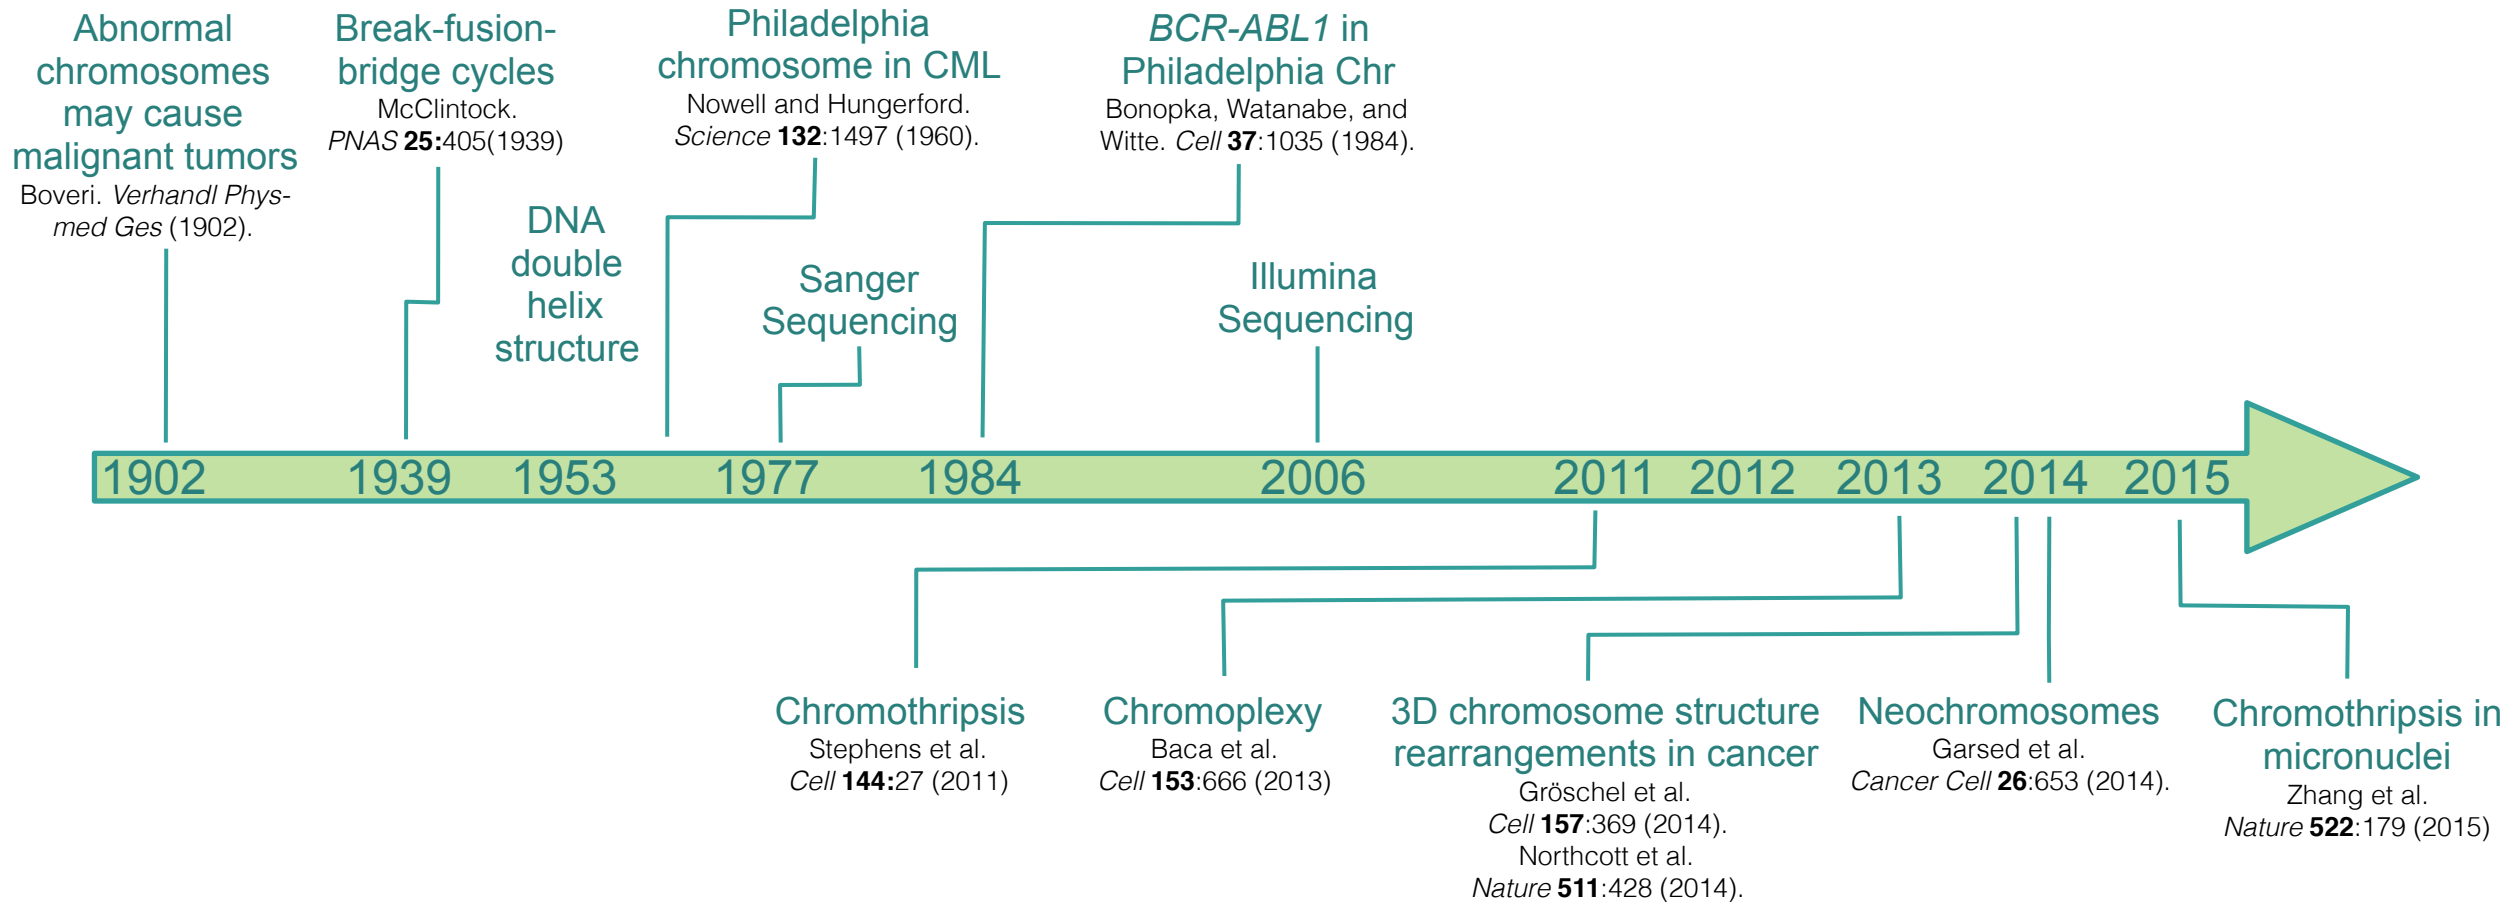 Abnormal
chromosomes
may cause
malignant tumors
Boveri. Verhandl Phys-
med Ges (1902).
Break-fusion-
bridge cycles
McClintock.
PNAS 25:405(1939)
DNA
double
helix
structure
Philadelphia
chromosome in CML
Nowell and Hungerford.
Science 132:1497 (1960).
Sanger
Sequencing
BCR-ABL1 in
Philadelphia Chr
Bonopka, Watanabe, and
Witte. Cell 37:1035 (1984).
Illumina
Sequencing
1902 1939 1953 1977 1984 2006 2011 2012 2013 2014 2015
Chromothripsis
Stephens et al.
Cell 144:27 (2011)
Chromoplexy
Baca et al.
Cell 153:666 (2013)
3D chromosome structure
rearrangements in cancer
Gröschel et al.
Cell 157:369 (2014).
Northcott et al.
Nature 511:428 (2014).
Neochromosomes
Garsed et al.
Cancer Cell 26:653 (2014).
Chromothripsis in
micronuclei
Zhang et al.
Nature 522:179 (2015)